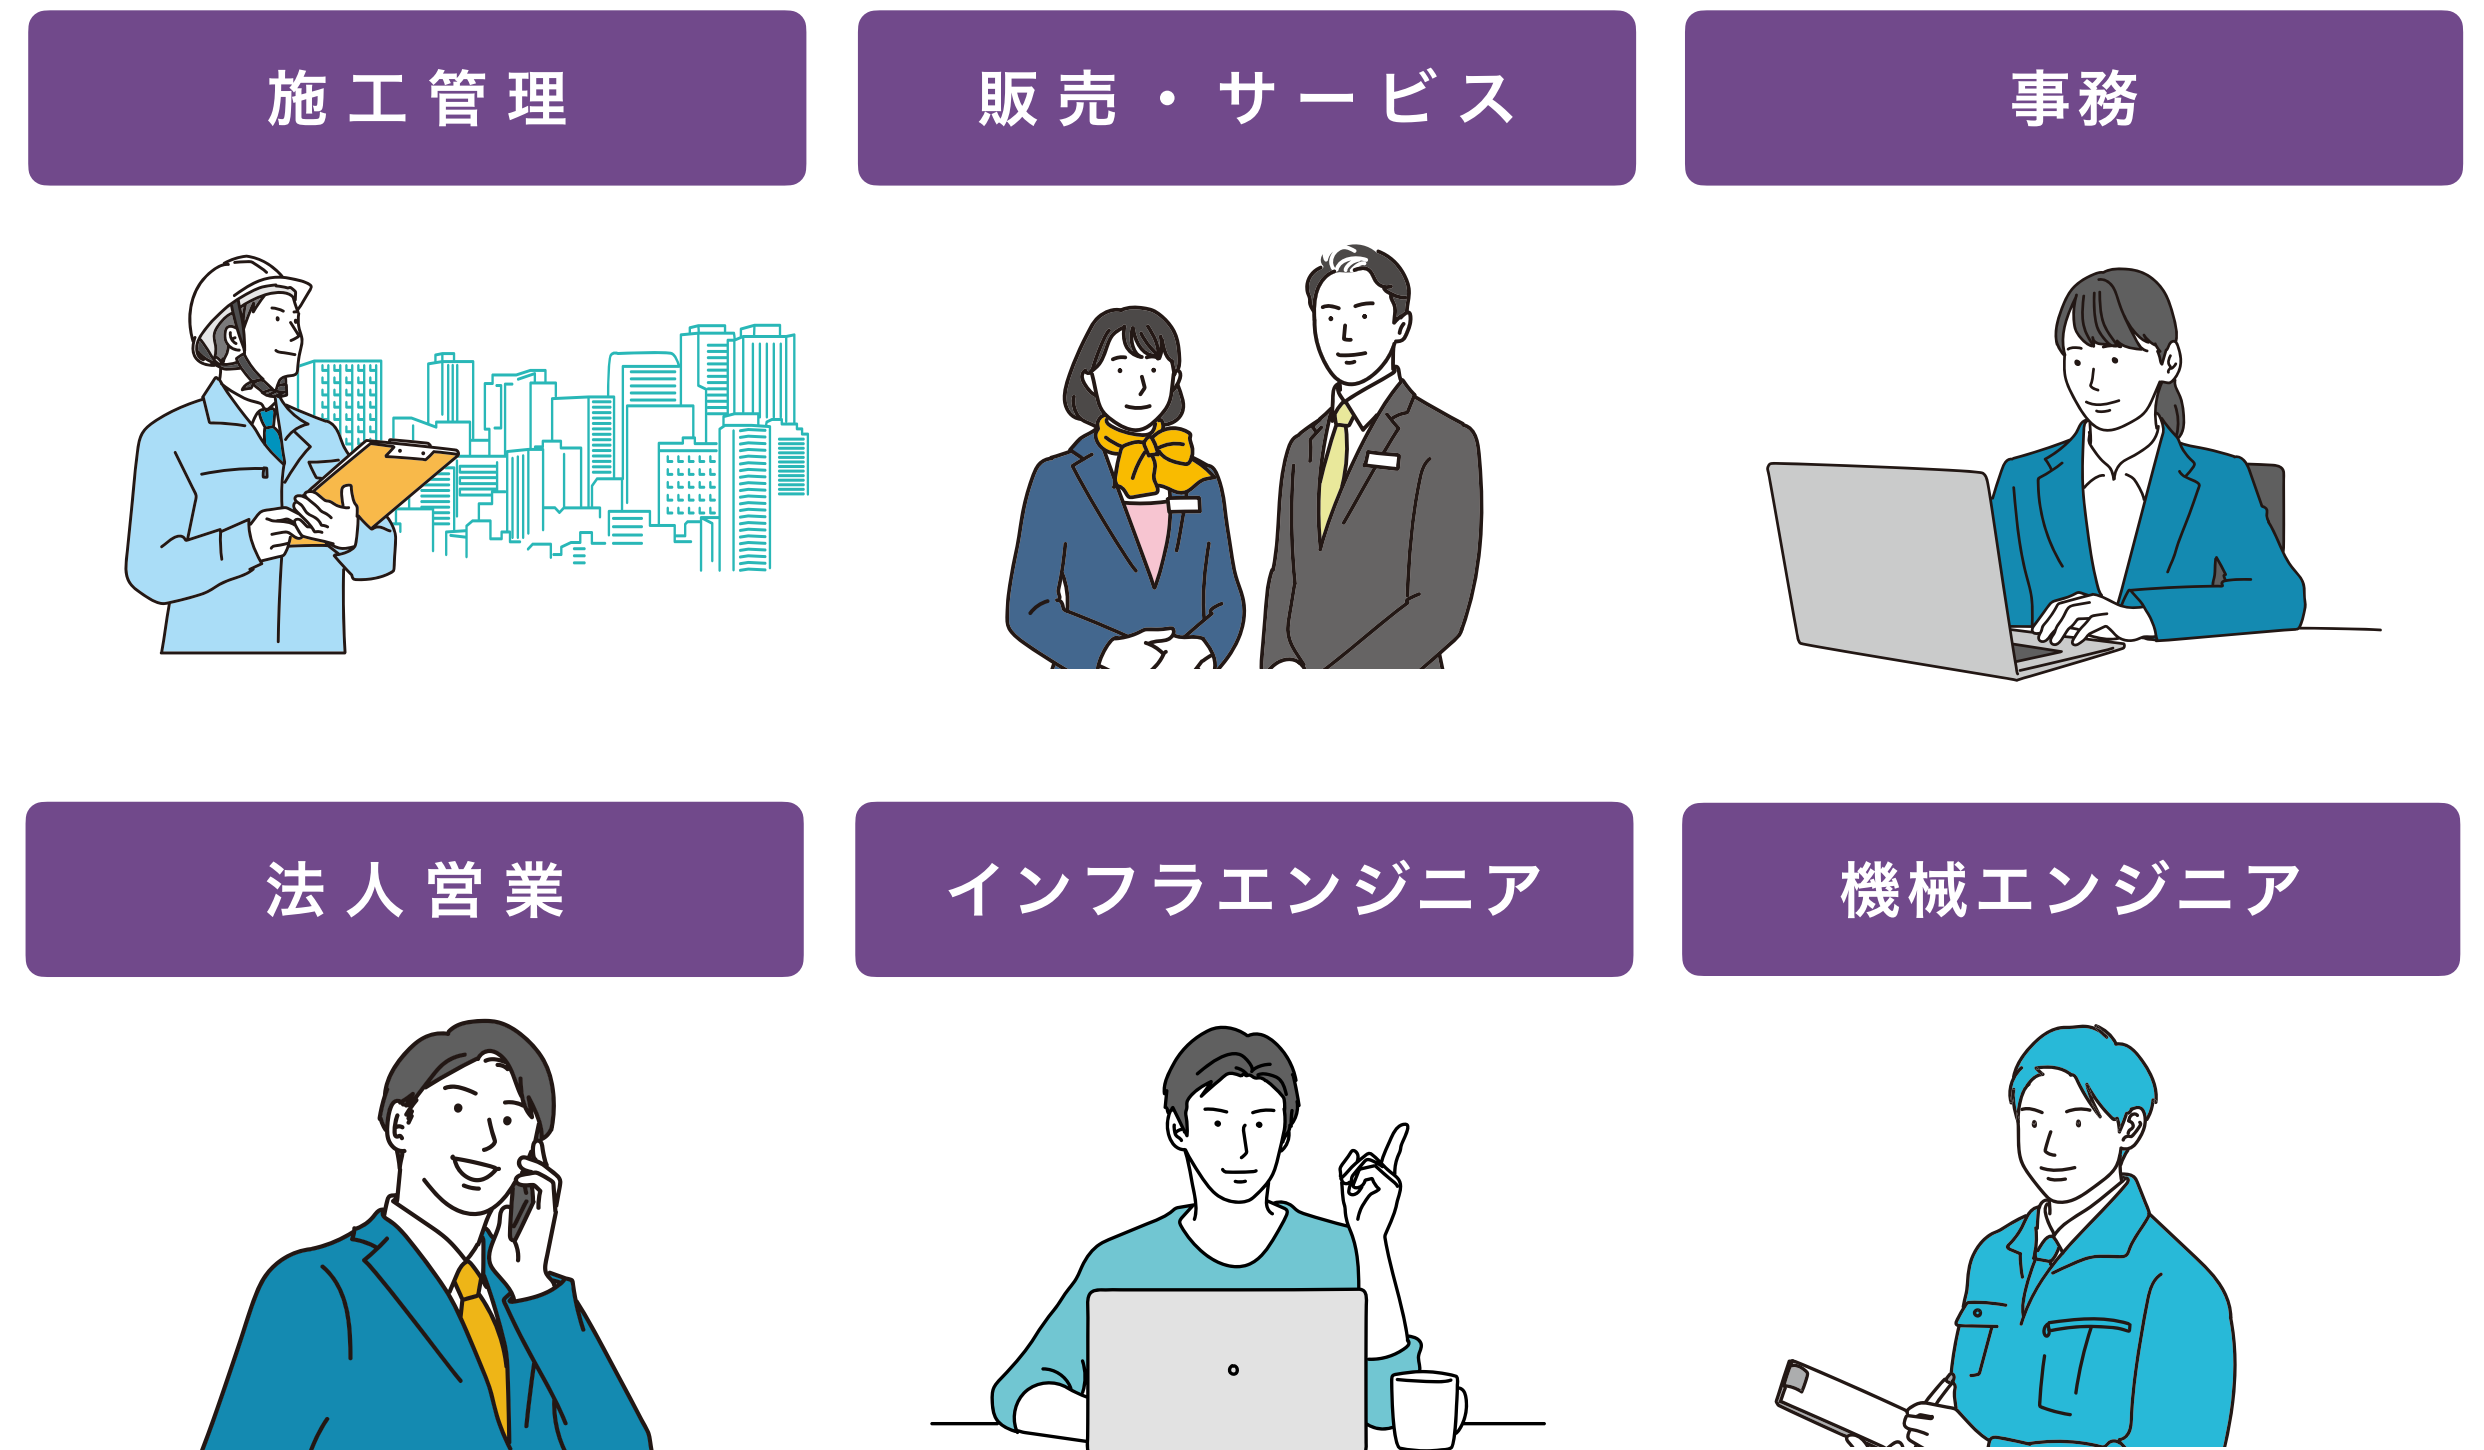 施工管理
販売・サービス
事務
法人営業
インフラエンジニア
機械エンジニア